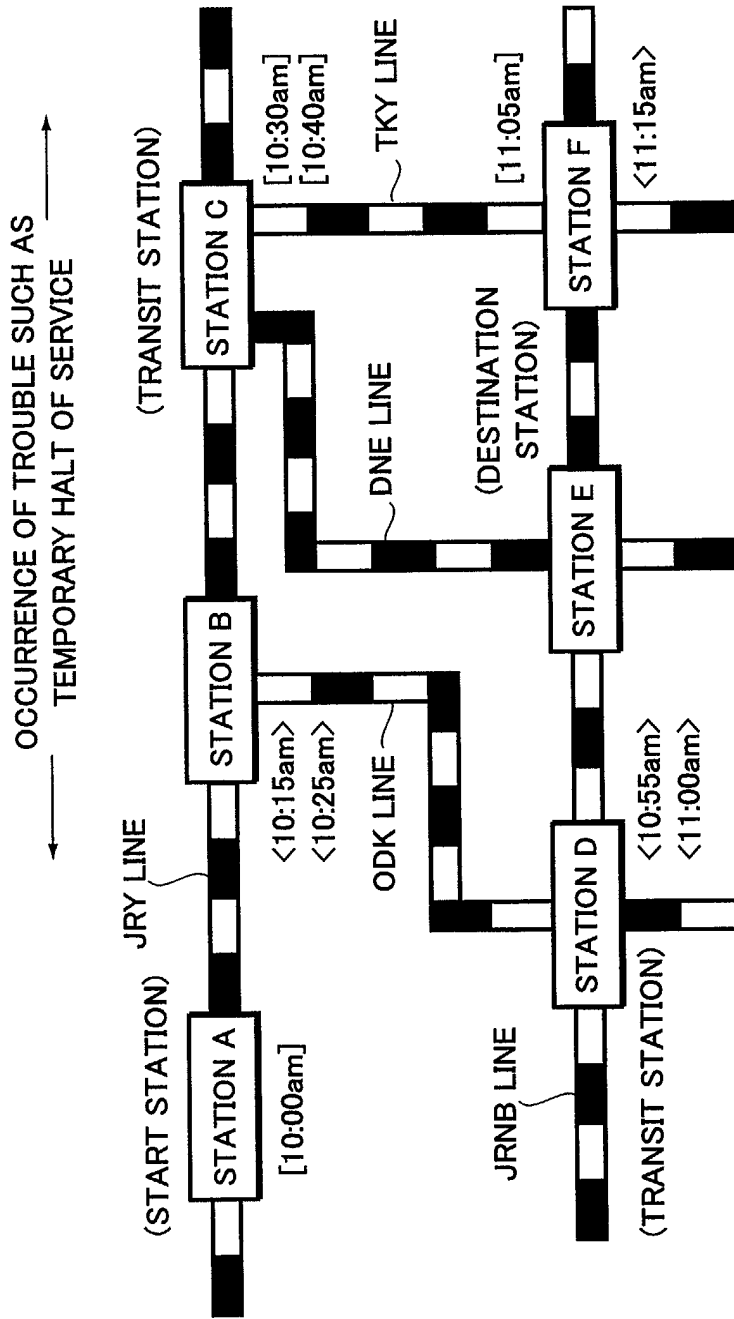 OCCURRENCE OF TROUBLE SUCH AS
TEMPORARY HALT OF SERVICE
(START STATION)
JRY LINE
(TRANSIT STATION)
STATION A
STATION B
STATION C
[10:00am]
<10:15am>
<10:25am>
[10:30am]
[10:40am]
ODK LINE
DNE LINE
TKY LINE
JRNB LINE
(DESTINATION
STATION)
[11:05am]
STATION D
STATION E
STATION F
(TRANSIT STATION)
<10:55am>
<11:00am>
<11:15am>